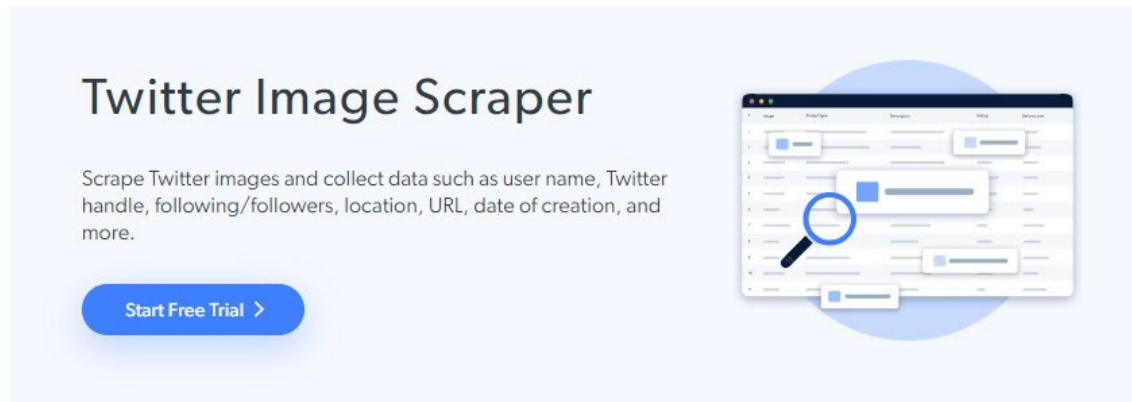 Twitter Image Scraper
Scrape Twitter images and collect data such as user name, Twitter
handle, following/followers, location, URL, date of creation, and
more.
Start Free Trial >